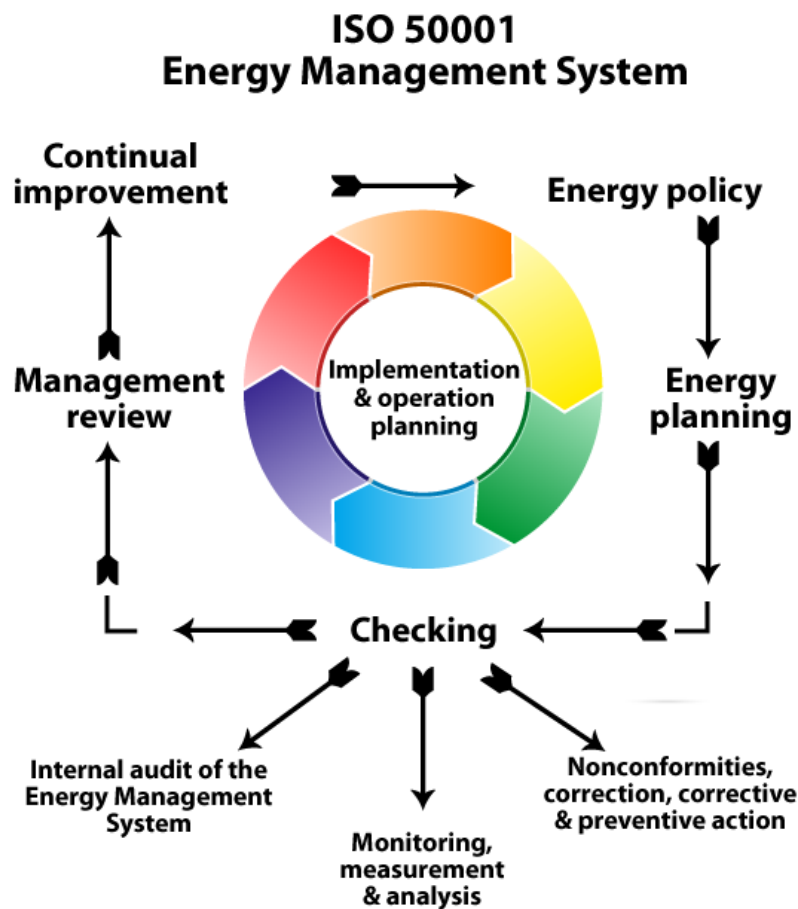 ISO 50001
Energy Management System
Continual
improvement
Energy policy
Management
review
Implementation
& operation
planning
Energy
planning
Checking
Internal audit of the
Energy Management
System
Monitoring,
measurement
& analysis
Nonconformities,
correction, corrective
& preventive action